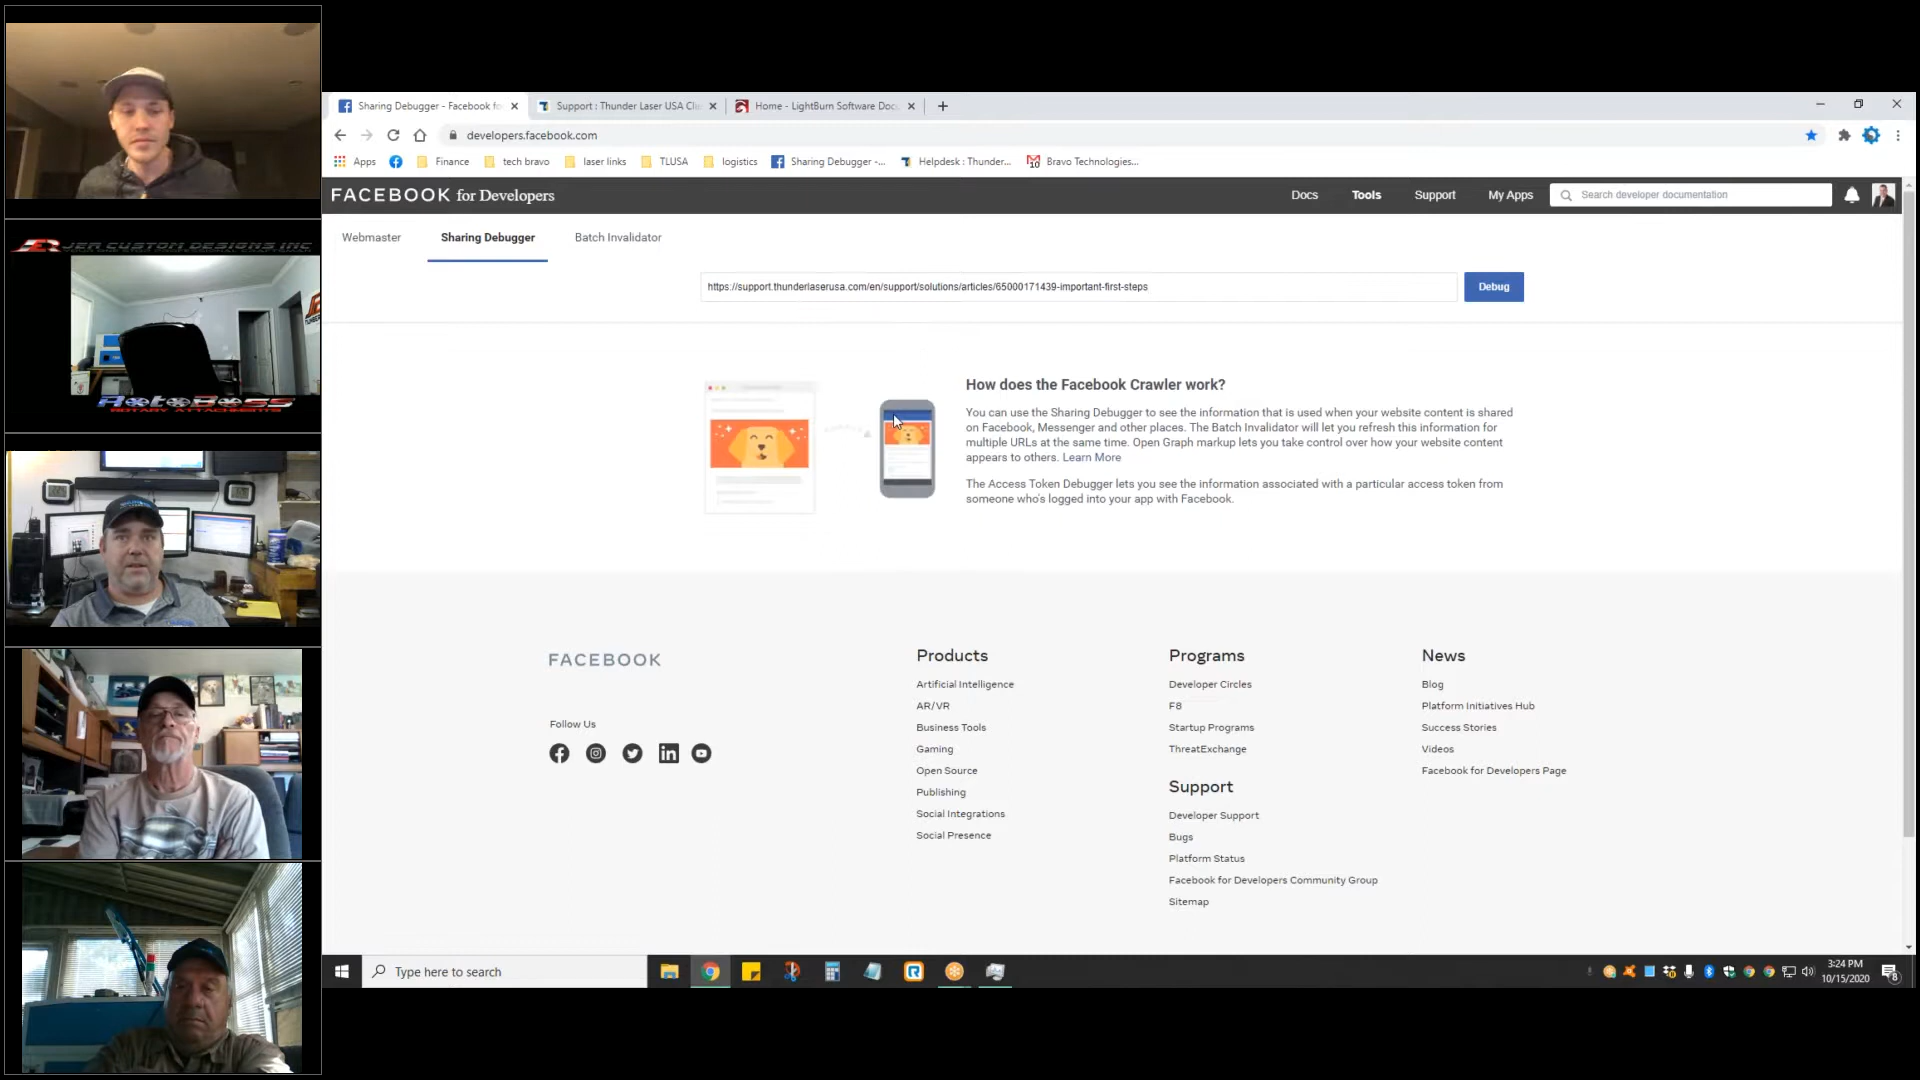 JER CUSTOM DESIGNS INC
RotoBoss
ROTARY ATTACHMENTS
Sharing Debugger - Facebook fo
Support : Thunder Laser USA Cli
Home - LightBurn Software Doc
developers.facebook.com
Apps
Finance
tech bravo
laser links
TLUSA
logistics
Sharing Debugger -...
Helpdesk : Thunder...
10
Bravo Technologies...
FACEBOOK for Developers
Docs
Tools
Support
My Apps
Search developer documentation
Webmaster
Sharing Debugger
Batch Invalidator
https://support.thunderlaserusa.com/en/support/solutions/articles/65000171439-important-first-steps
Debug
How does the Facebook Crawler work?
You can use the Sharing Debugger to see the information that is used when your website content is shared
on Facebook, Messenger and other places. The Batch Invalidator will let you refresh this information for
multiple URLs at the same time. Open Graph markup lets you take control over how your website content
appears to others. Learn More
The Access Token Debugger lets you see the information associated with a particular access token from
someone who's logged into your app with Facebook.
FACEBOOK
Follow Us
Products
Artificial Intelligence
AR/VR
Business Tools
Gaming
Open Source
Publishing
Social Integrations
Social Presence
Programs
Developer Circles
F8
Startup Programs
ThreatExchange
Support
Developer Support
Bugs
Platform Status
Facebook for Developers Community Group
Sitemap
News
Blog
Platform Initiatives Hub
Success Stories
Videos
Facebook for Developers Page
Type here to search
3:24 PM
10/15/2020
8